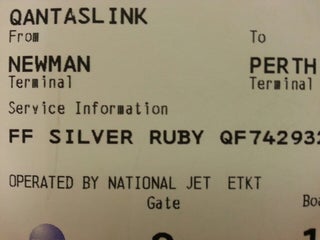 QANTASLINK
From To
NEWMAN PERTH
Terminal Terminal
Service Information
FF SILVER RUBY QF742932
OPERATED BY NATIONAL JET ETKT
Gate